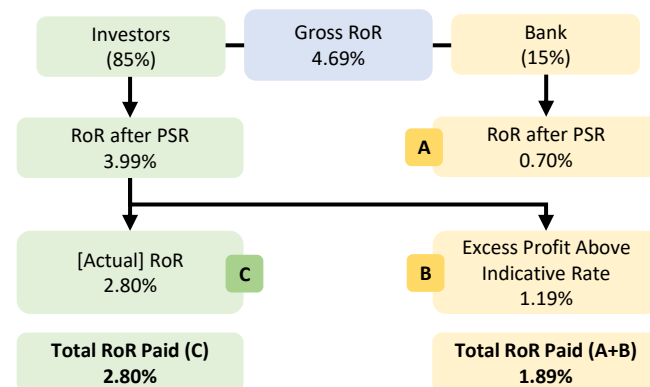 Investors
(85%)
Gross RoR
4.69%
Bank
(15%)
RoR after PSR
3.99%
A
RoR after PSR
0.70%
[Actual] RoR
2.80%
C
B
Excess Profit Above
Indicative Rate
1.19%
Total RoR Paid (C)
2.80%
Total RoR Paid (A+B)
1.89%